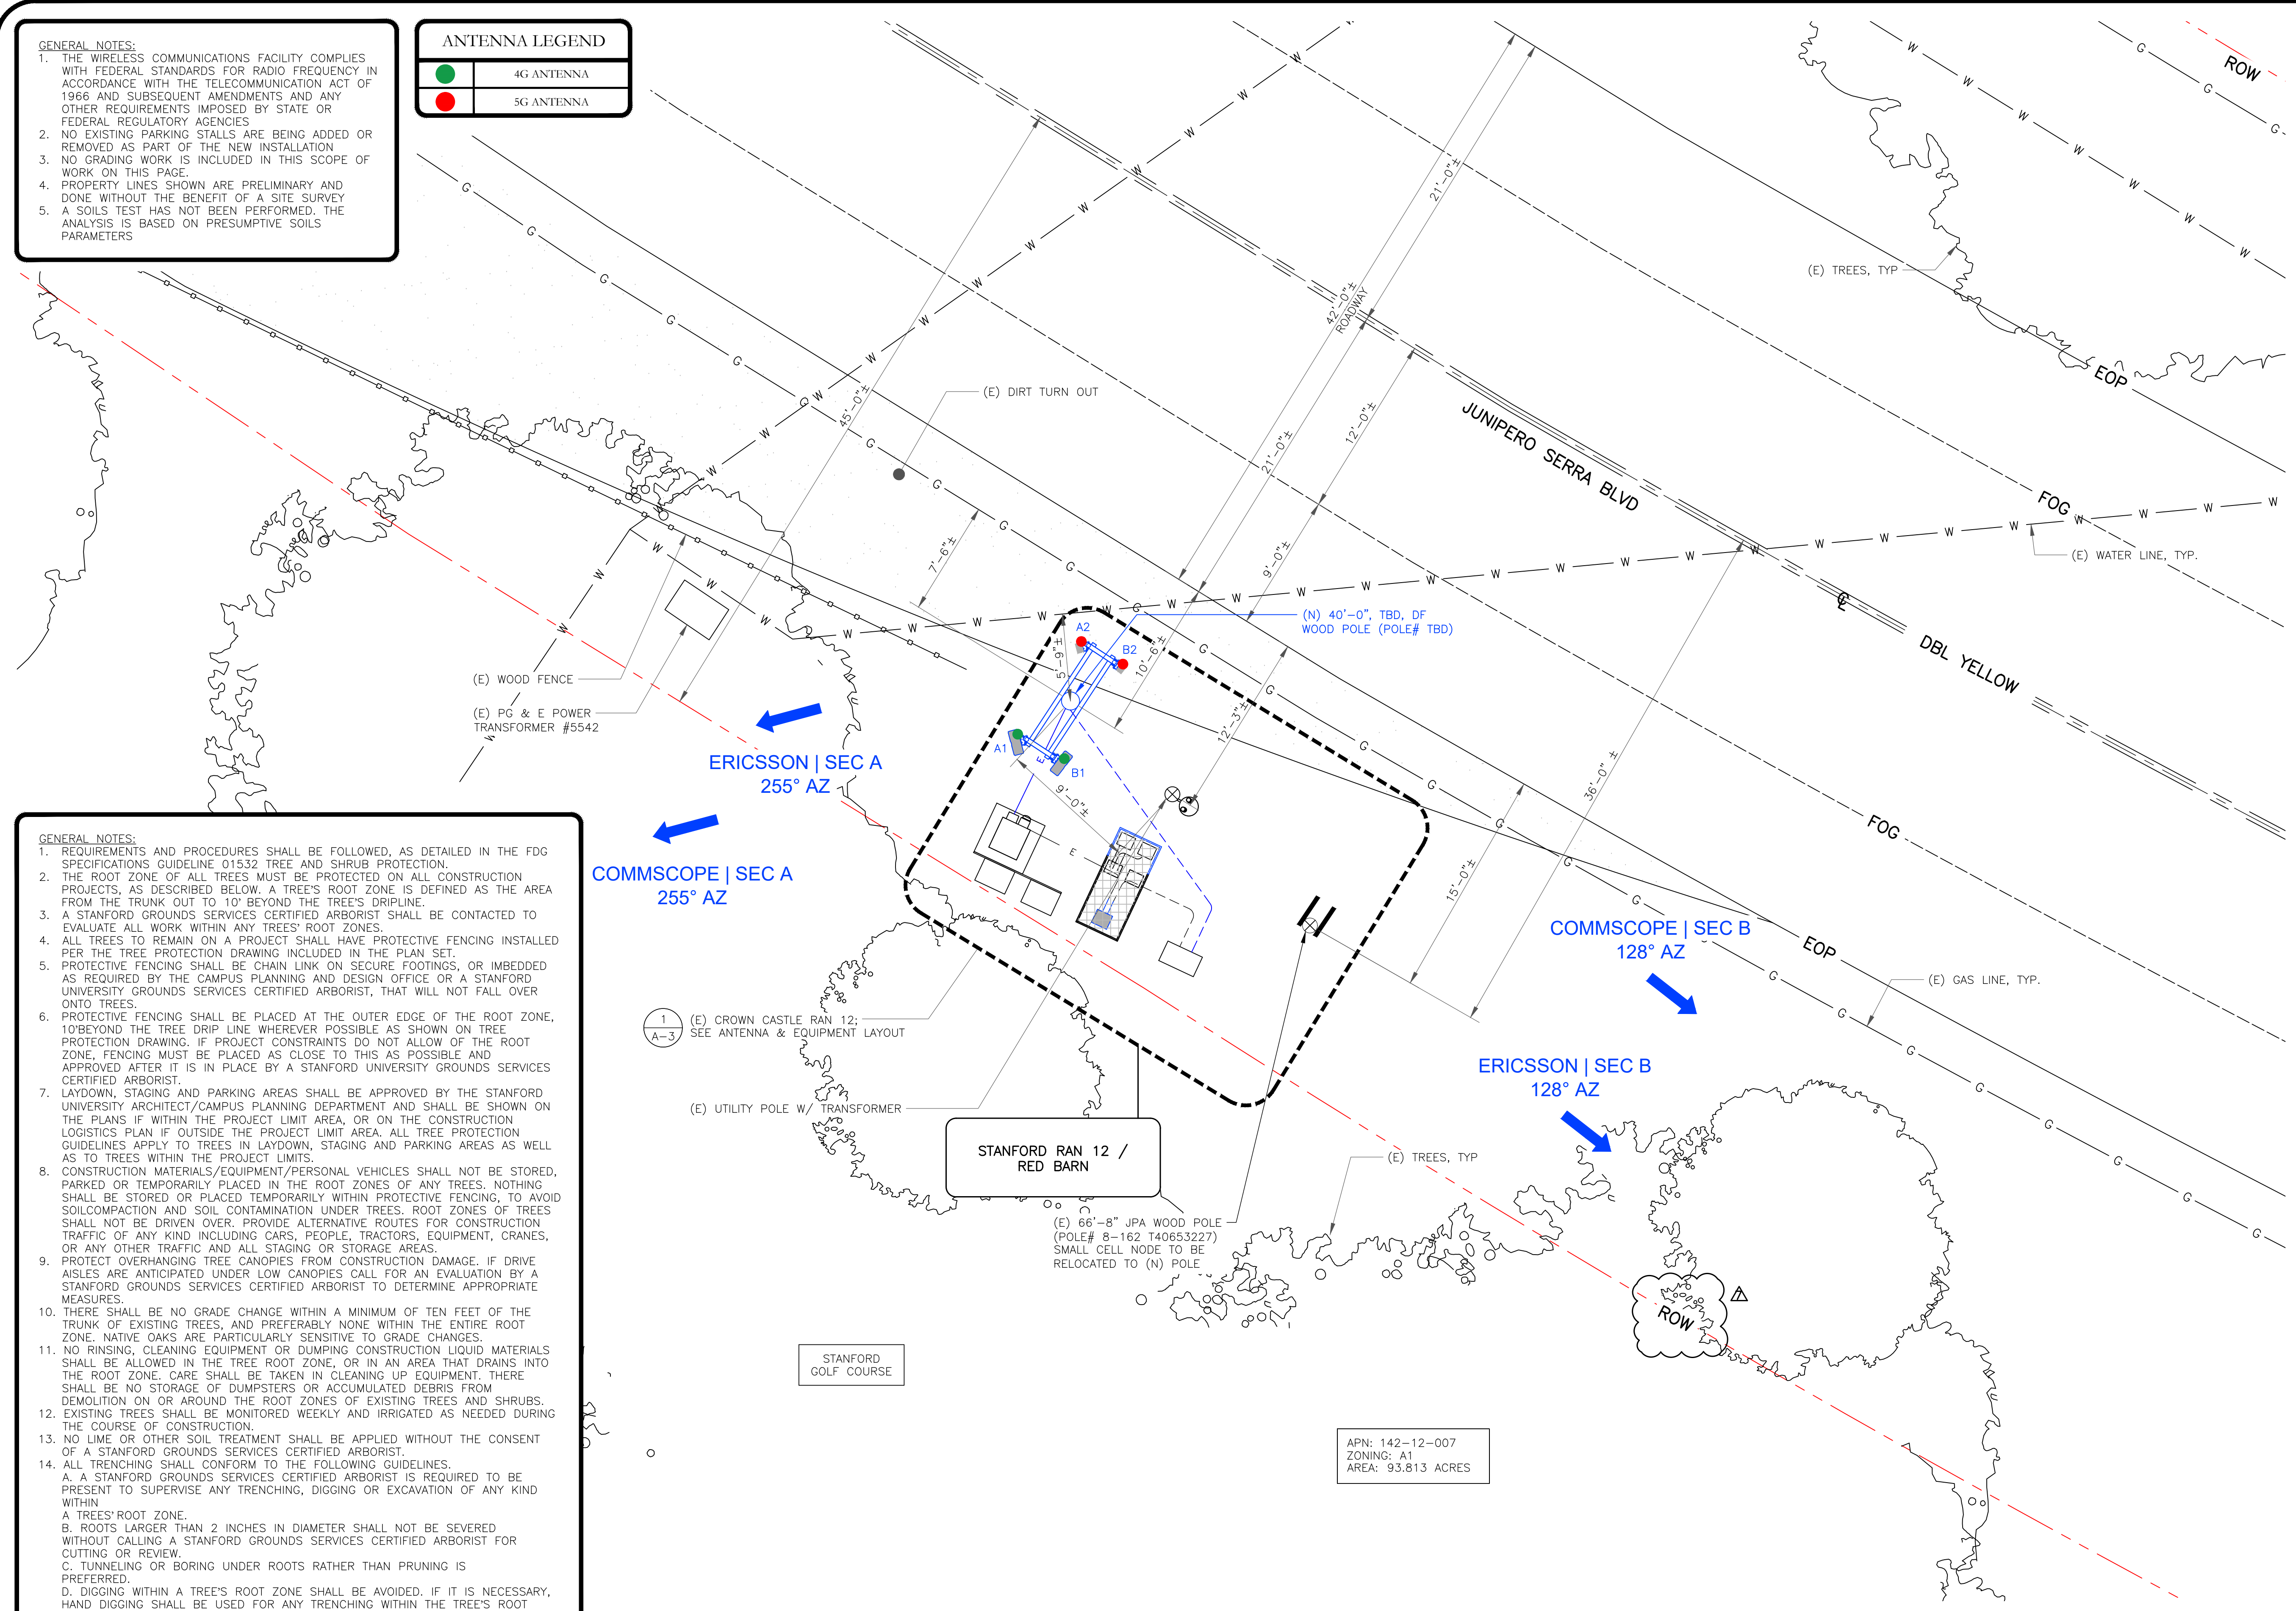 GENERAL NOTES:
1. THE WIRELESS COMMUNICATIONS FACILITY COMPLIES
WITH FEDERAL STANDARDS FOR RADIO FREQUENCY IN
ACCORDANCE WITH THE TELECOMMUNICATION ACT OF
1966 AND SUBSEQUENT AMENDMENTS AND ANY
OTHER REQUIREMENTS IMPOSED BY STATE OR
FEDERAL REGULATORY AGENCIES
2. NO EXISTING PARKING STALLS ARE BEING ADDED OR
REMOVED AS PART OF THE NEW INSTALLATION
3. NO GRADING WORK IS INCLUDED IN THIS SCOPE OF
WORK ON THIS PAGE.
4. PROPERTY LINES SHOWN ARE PRELIMINARY AND
DONE WITHOUT THE BENEFIT OF A SITE SURVEY
5. A SOILS TEST HAS NOT BEEN PERFORMED. THE
ANALYSIS IS BASED ON PRESUMPTIVE SOILS
PARAMETERS
ANTENNA LEGEND
4G ANTENNA
5G ANTENNA
ROW
(E) TREES, TYP
EOP
21'-0"±
42'-0"±
ROADWAY
45'-0"±
(E) DIRT TURN OUT
12'-0"±
21'-0"±
JUNIPERO SERRA BLVD
FOG
(E) WATER LINE, TYP.
7'-6"±
9'-0"±
(N) 40'-0", TBD, DF
WOOD POLE (POLE# TBD)
℄
DBL YELLOW
A2
B2
5'-9"±
10'-6"±
(E) WOOD FENCE
(E) PG & E POWER
TRANSFORMER #5542
12'-3"±
A1
B1
E
9'-0"±
E
36'-0" ±
ERICSSON | SEC A
255° AZ
COMMSCOPE | SEC A
255° AZ
15'-0"±
FOG
COMMSCOPE | SEC B
128° AZ
EOP
(E) GAS LINE, TYP.
1
A-3
(E) CROWN CASTLE RAN 12;
SEE ANTENNA & EQUIPMENT LAYOUT
ERICSSON | SEC B
128° AZ
(E) UTILITY POLE W/ TRANSFORMER
STANFORD RAN 12 /
RED BARN
(E) TREES, TYP
(E) 66'-8" JPA WOOD POLE
(POLE# 8-162 T40653227)
SMALL CELL NODE TO BE
RELOCATED TO (N) POLE
ROW
7
STANFORD
GOLF COURSE
APN: 142-12-007
ZONING: A1
AREA: 93.813 ACRES
GENERAL NOTES:
1. REQUIREMENTS AND PROCEDURES SHALL BE FOLLOWED, AS DETAILED IN THE FDG
SPECIFICATIONS GUIDELINE 01532 TREE AND SHRUB PROTECTION.
2. THE ROOT ZONE OF ALL TREES MUST BE PROTECTED ON ALL CONSTRUCTION
PROJECTS, AS DESCRIBED BELOW. A TREE'S ROOT ZONE IS DEFINED AS THE AREA
FROM THE TRUNK OUT TO 10' BEYOND THE TREE'S DRIPLINE.
3. A STANFORD GROUNDS SERVICES CERTIFIED ARBORIST SHALL BE CONTACTED TO
EVALUATE ALL WORK WITHIN ANY TREES' ROOT ZONES.
4. ALL TREES TO REMAIN ON A PROJECT SHALL HAVE PROTECTIVE FENCING INSTALLED
PER THE TREE PROTECTION DRAWING INCLUDED IN THE PLAN SET.
5. PROTECTIVE FENCING SHALL BE CHAIN LINK ON SECURE FOOTINGS, OR IMBEDDED
AS REQUIRED BY THE CAMPUS PLANNING AND DESIGN OFFICE OR A STANFORD
UNIVERSITY GROUNDS SERVICES CERTIFIED ARBORIST, THAT WILL NOT FALL OVER
ONTO TREES.
6. PROTECTIVE FENCING SHALL BE PLACED AT THE OUTER EDGE OF THE ROOT ZONE,
10'BEYOND THE TREE DRIP LINE WHEREVER POSSIBLE AS SHOWN ON TREE
PROTECTION DRAWING. IF PROJECT CONSTRAINTS DO NOT ALLOW OF THE ROOT
ZONE, FENCING MUST BE PLACED AS CLOSE TO THIS AS POSSIBLE AND
APPROVED AFTER IT IS IN PLACE BY A STANFORD UNIVERSITY GROUNDS SERVICES
CERTIFIED ARBORIST.
7. LAYDOWN, STAGING AND PARKING AREAS SHALL BE APPROVED BY THE STANFORD
UNIVERSITY ARCHITECT/CAMPUS PLANNING DEPARTMENT AND SHALL BE SHOWN ON
THE PLANS IF WITHIN THE PROJECT LIMIT AREA, OR ON THE CONSTRUCTION
LOGISTICS PLAN IF OUTSIDE THE PROJECT LIMIT AREA. ALL TREE PROTECTION
GUIDELINES APPLY TO TREES IN LAYDOWN, STAGING AND PARKING AREAS AS WELL
AS TO TREES WITHIN THE PROJECT LIMITS.
8. CONSTRUCTION MATERIALS/EQUIPMENT/PERSONAL VEHICLES SHALL NOT BE STORED,
PARKED OR TEMPORARILY PLACED IN THE ROOT ZONES OF ANY TREES. NOTHING
SHALL BE STORED OR PLACED TEMPORARILY WITHIN PROTECTIVE FENCING, TO AVOID
SOILCOMPACTION AND SOIL CONTAMINATION UNDER TREES. ROOT ZONES OF TREES
SHALL NOT BE DRIVEN OVER. PROVIDE ALTERNATIVE ROUTES FOR CONSTRUCTION
TRAFFIC OF ANY KIND INCLUDING CARS, PEOPLE, TRACTORS, EQUIPMENT, CRANES,
OR ANY OTHER TRAFFIC AND ALL STAGING OR STORAGE AREAS.
9. PROTECT OVERHANGING TREE CANOPIES FROM CONSTRUCTION DAMAGE. IF DRIVE
AISLES ARE ANTICIPATED UNDER LOW CANOPIES CALL FOR AN EVALUATION BY A
STANFORD GROUNDS SERVICES CERTIFIED ARBORIST TO DETERMINE APPROPRIATE
MEASURES.
10. THERE SHALL BE NO GRADE CHANGE WITHIN A MINIMUM OF TEN FEET OF THE
TRUNK OF EXISTING TREES, AND PREFERABLY NONE WITHIN THE ENTIRE ROOT
ZONE. NATIVE OAKS ARE PARTICULARLY SENSITIVE TO GRADE CHANGES.
11. NO RINSING, CLEANING EQUIPMENT OR DUMPING CONSTRUCTION LIQUID MATERIALS
SHALL BE ALLOWED IN THE TREE ROOT ZONE, OR IN AN AREA THAT DRAINS INTO
THE ROOT ZONE. CARE SHALL BE TAKEN IN CLEANING UP EQUIPMENT. THERE
SHALL BE NO STORAGE OF DUMPSTERS OR ACCUMULATED DEBRIS FROM
DEMOLITION ON OR AROUND THE ROOT ZONES OF EXISTING TREES AND SHRUBS.
12. EXISTING TREES SHALL BE MONITORED WEEKLY AND IRRIGATED AS NEEDED DURING
THE COURSE OF CONSTRUCTION.
13. NO LIME OR OTHER SOIL TREATMENT SHALL BE APPLIED WITHOUT THE CONSENT
OF A STANFORD GROUNDS SERVICES CERTIFIED ARBORIST.
14. ALL TRENCHING SHALL CONFORM TO THE FOLLOWING GUIDELINES.
A. A STANFORD GROUNDS SERVICES CERTIFIED ARBORIST IS REQUIRED TO BE
PRESENT TO SUPERVISE ANY TRENCHING, DIGGING OR EXCAVATION OF ANY KIND
WITHIN
A TREES' ROOT ZONE.
B. ROOTS LARGER THAN 2 INCHES IN DIAMETER SHALL NOT BE SEVERED
WITHOUT CALLING A STANFORD GROUNDS SERVICES CERTIFIED ARBORIST FOR
CUTTING OR REVIEW.
C. TUNNELING OR BORING UNDER ROOTS RATHER THAN PRUNING IS
PREFERRED.
D. DIGGING WITHIN A TREE'S ROOT ZONE SHALL BE AVOIDED. IF IT IS NECESSARY,
HAND DIGGING SHALL BE USED FOR ANY TRENCHING WITHIN THE TREE'S ROOT